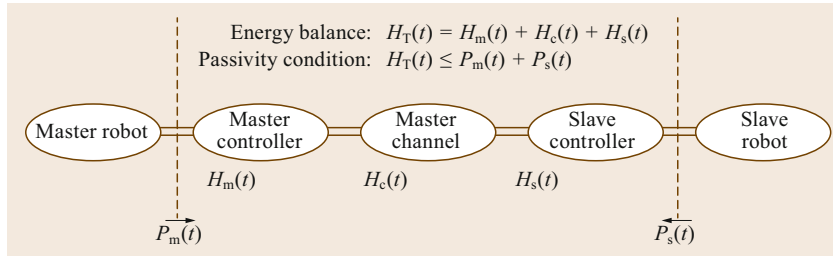 Energy balance: H_T(t) = H_m(t) + H_c(t) + H_s(t)
Passivity condition: H_T(t) ≤ P_m(t) + P_s(t)
Master robot
Master
controller
Master
channel
Slave
controller
Slave
robot
H_m(t)
H_c(t)
H_s(t)
P_m(t)
P_s(t)